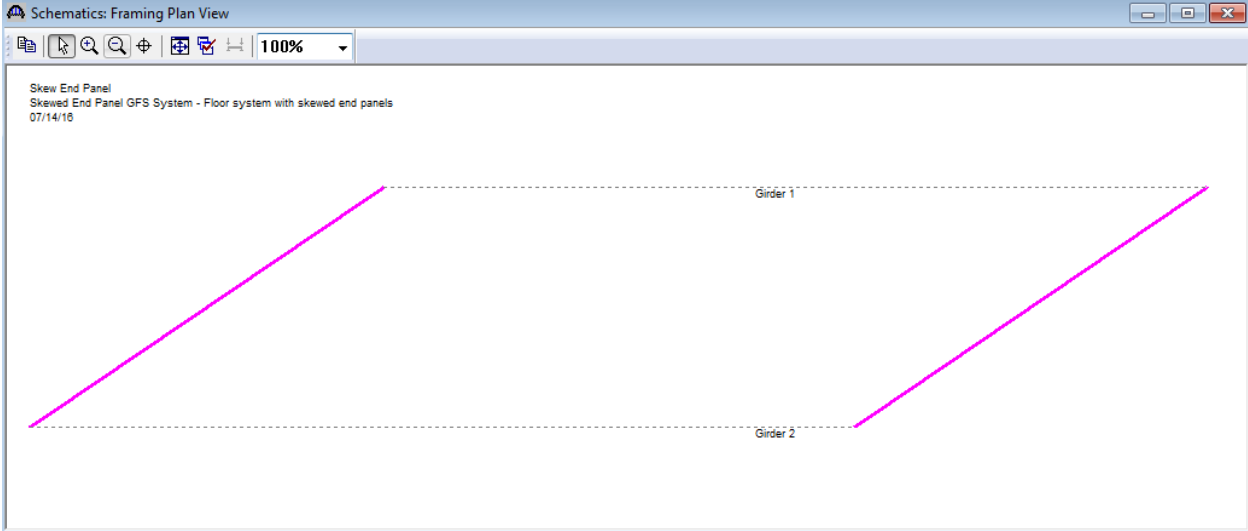 Schematics: Framing Plan View
100%
Skew End Panel
Skewed End Panel GFS System - Floor system with skewed end panels
07/14/16
Girder 1
Girder 2